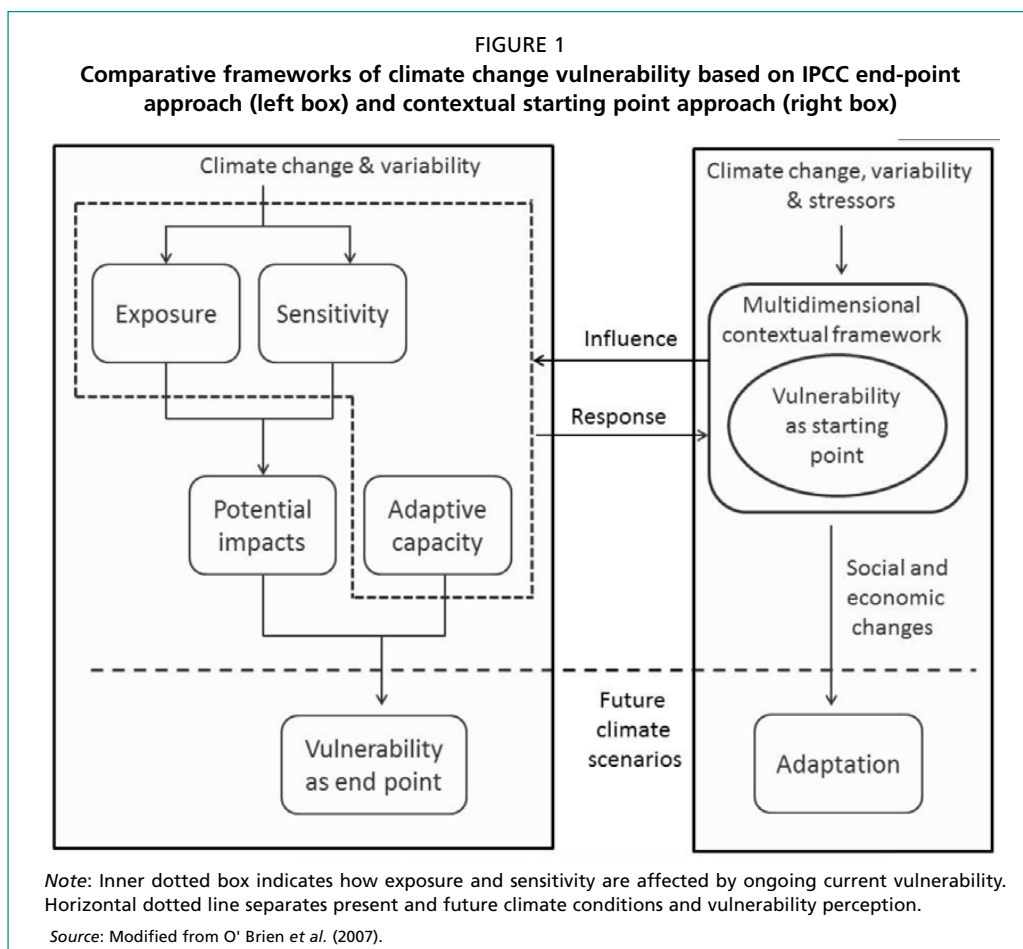 FIGURE 1
Comparative frameworks of climate change vulnerability based on IPCC end-point
approach (left box) and contextual starting point approach (right box)
Climate change & variability
Exposure
Sensitivity
Potential
impacts
Adaptive
capacity
Vulnerability
as end point
Influence
Response
Future
climate
scenarios
Climate change, variability
& stressors
Multidimensional
contextual framework
Vulnerability
as starting
point
Social and
economic
changes
Adaptation
Note: Inner dotted box indicates how exposure and sensitivity are affected by ongoing current vulnerability.
Horizontal dotted line separates present and future climate conditions and vulnerability perception.
Source: Modified from O' Brien et al. (2007).